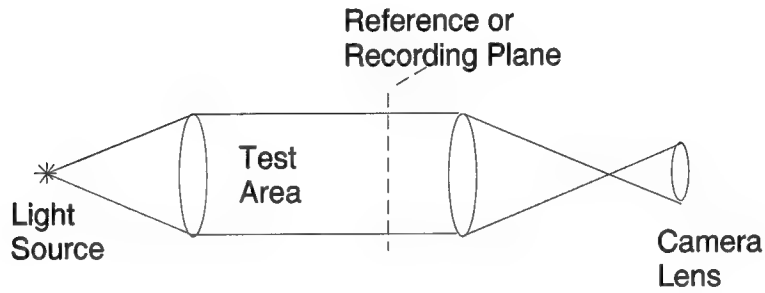 Reference or
Recording Plane
Test
Area
Light
Source
Camera
Lens